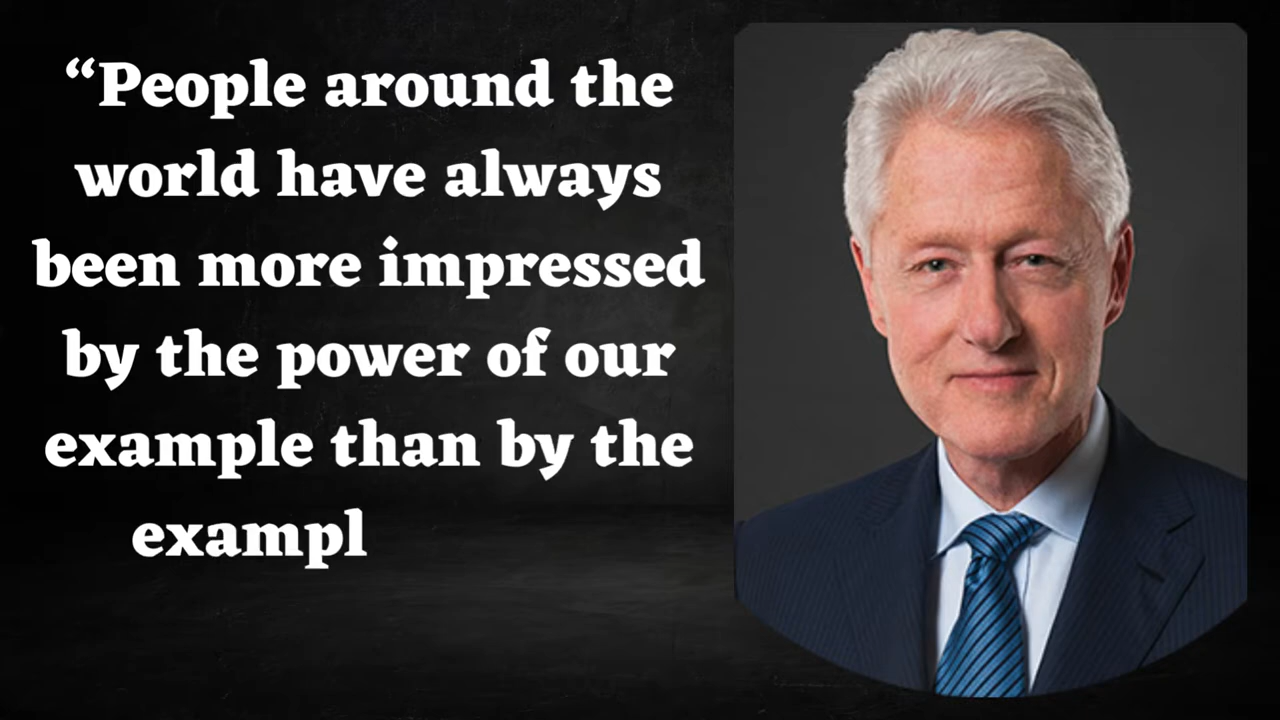 “People around the
world have always
been more impressed
by the power of our
example than by the
exampl